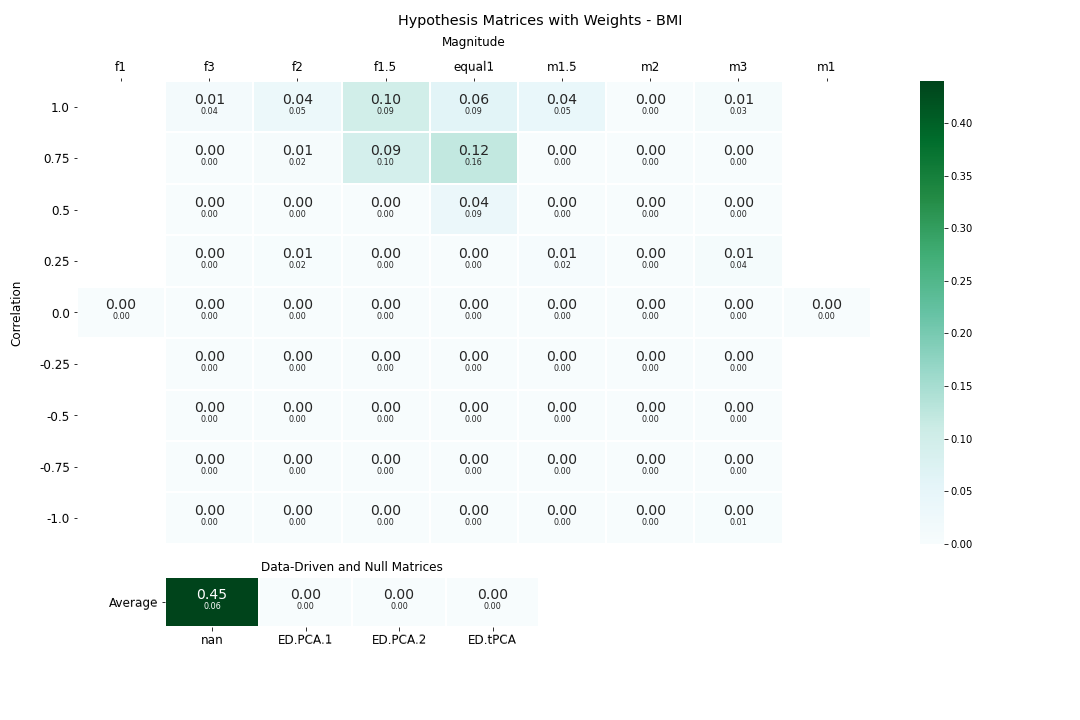 Hypothesis Matrices with Weights - BMI
Magnitude
f1 f3 f2 f1.5 equal1 m1.5 m2 m3 m1
1.0 0.01 0.04 0.10 0.06 0.04 0.00 0.01
0.04 0.05 0.09 0.09 0.05 0.00 0.03
0.40
0.75 0.00 0.01 0.09 0.12 0.00 0.00 0.00
0.00 0.02 0.10 0.16 0.00 0.00 0.00
0.35
0.5 0.00 0.00 0.00 0.04 0.00 0.00 0.00
0.00 0.00 0.00 0.09 0.00 0.00 0.00
0.30
0.25 0.00 0.01 0.00 0.00 0.01 0.00 0.01
0.00 0.02 0.00 0.00 0.02 0.00 0.04
0.25
Correlation
0.0 0.00 0.00 0.00 0.00 0.00 0.00 0.00 0.00 0.00
0.00 0.00 0.00 0.00 0.00 0.00 0.00 0.00 0.00
0.20
-0.25 0.00 0.00 0.00 0.00 0.00 0.00 0.00
0.00 0.00 0.00 0.00 0.00 0.00 0.00
0.15
-0.5 0.00 0.00 0.00 0.00 0.00 0.00 0.00
0.00 0.00 0.00 0.00 0.00 0.00 0.00
0.10
-0.75 0.00 0.00 0.00 0.00 0.00 0.00 0.00
0.00 0.00 0.00 0.00 0.00 0.00 0.00
0.05
-1.0 0.00 0.00 0.00 0.00 0.00 0.00 0.00
0.00 0.00 0.00 0.00 0.00 0.00 0.01
0.00
Data-Driven and Null Matrices
Average 0.45 0.00 0.00 0.00
0.06 0.00 0.00 0.00
nan ED.PCA.1 ED.PCA.2 ED.tPCA